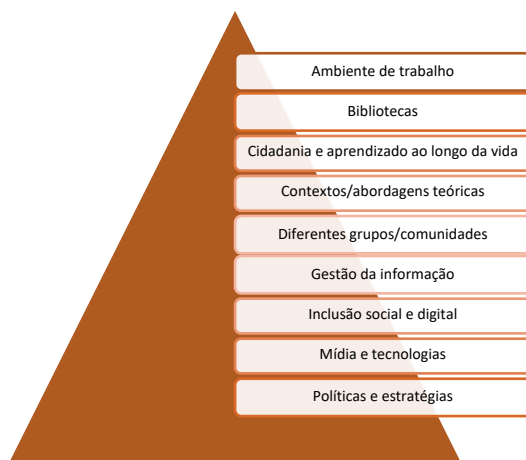 Ambiente de trabalho
Bibliotecas
Cidadania e aprendizado ao longo da vida
Contextos/abordagens teóricas
Diferentes grupos/comunidades
Gestão da informação
Inclusão social e digital
Mídia e tecnologias
Políticas e estratégias